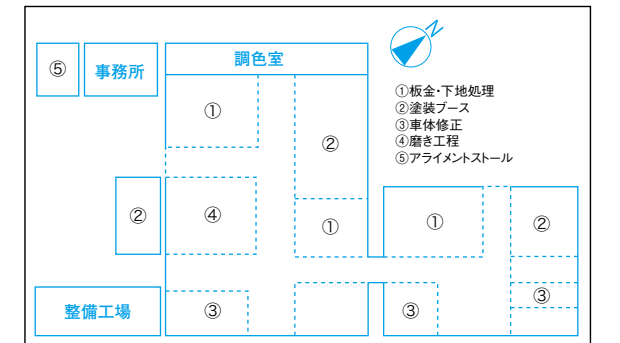 N
調色室
⑤
事務所
①
②
①板金・下地処理
②塗装ブース
③車体修正
④磨き工程
⑤アライメントストール
②
④
①
①
②
整備工場
③
③
③